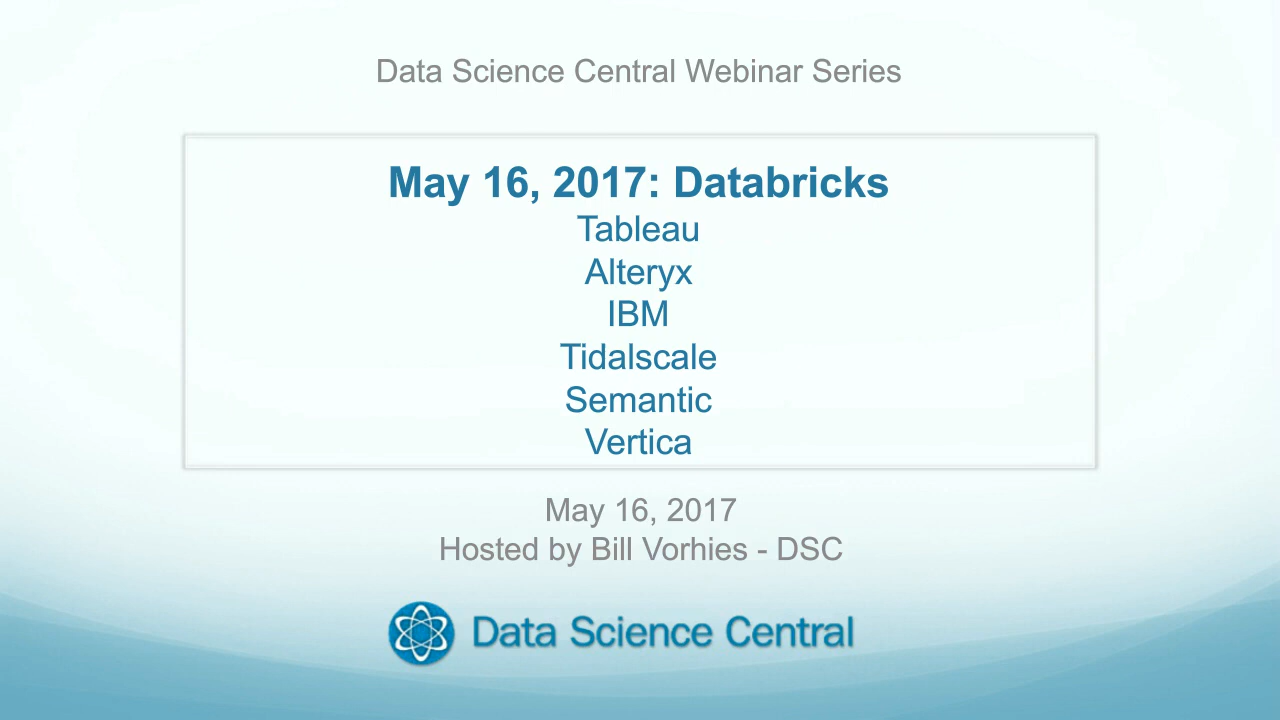 Data Science Central Webinar Series
May 16, 2017: Databricks
Tableau
Alteryx
IBM
Tidalscale
Semantic
Vertica
May 16, 2017
Hosted by Bill Vorhies - DSC
Data Science Central